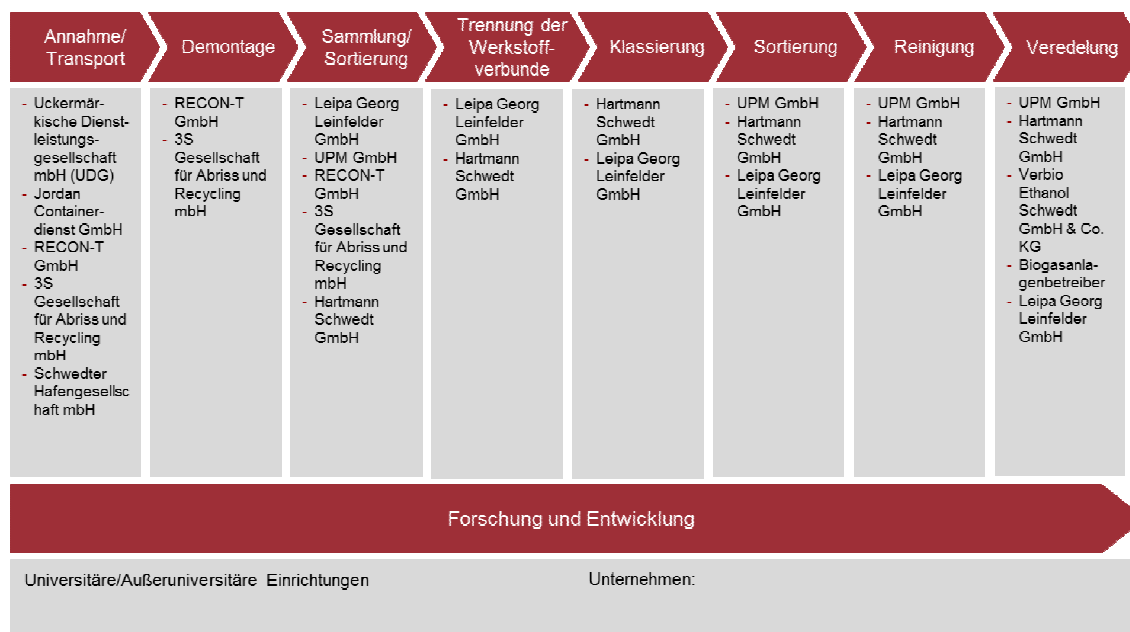 Annahme/
Transport
Demontage
Sammlung/
Sortierung
Trennung der
Werkstoff-
verbunde
Klassierung
Sortierung
Reinigung
Veredelung
- Uckermär-
kische Dienst-
leistungs-
gesellschaft
mbH (UDG)
- Jordan
Container-
dienst GmbH
- RECON-T
GmbH
- 3S
Gesellschaft
für Abriss und
Recycling
mbH
- Schwedter
Hafengesellsc
haft mbH
- RECON-T
GmbH
- 3S
Gesellschaft
für Abriss und
Recycling
mbH
- Leipa Georg
Leinfelder
GmbH
- UPM GmbH
- RECON-T
GmbH
- 3S
Gesellschaft
für Abriss und
Recycling
mbH
- Hartmann
Schwedt
GmbH
- Leipa Georg
Leinfelder
GmbH
- Hartmann
Schwedt
GmbH
- Hartmann
Schwedt
GmbH
- Leipa Georg
Leinfelder
GmbH
- UPM GmbH
- Hartmann
Schwedt
GmbH
- Leipa Georg
Leinfelder
GmbH
- UPM GmbH
- Hartmann
Schwedt
GmbH
- Leipa Georg
Leinfelder
GmbH
- UPM GmbH
- Hartmann
Schwedt
GmbH
- Verbio
Ethanol
Schwedt
GmbH & Co.
KG
- Biogasanla-
genbetreiber
- Leipa Georg
Leinfelder
GmbH
Forschung und Entwicklung
Universitäre/Außeruniversitäre Einrichtungen
Unternehmen: